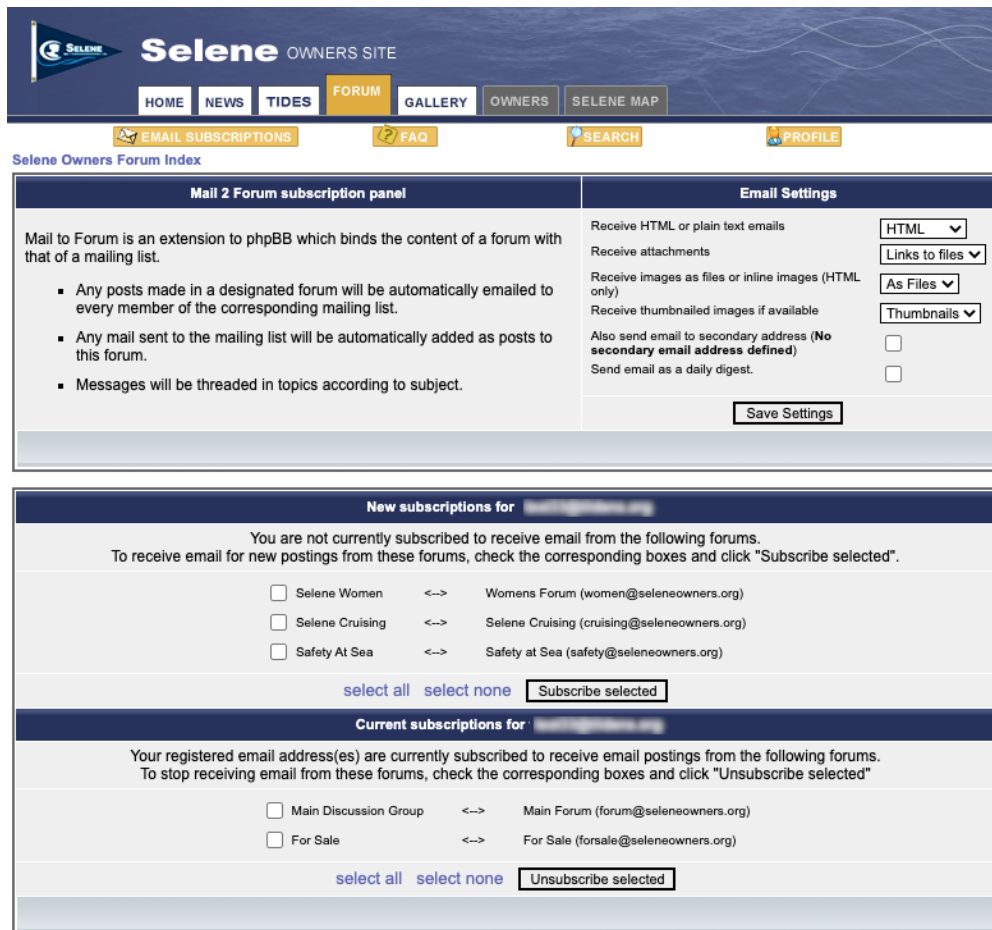 SELENE
Selene OWNERS SITE
HOME NEWS TIDES FORUM GALLERY OWNERS SELENE MAP
EMAIL SUBSCRIPTIONS FAQ SEARCH PROFILE
Selene Owners Forum Index
Mail 2 Forum subscription panel
Mail to Forum is an extension to phpBB which binds the content of a forum with
that of a mailing list.
▪ Any posts made in a designated forum will be automatically emailed to
every member of the corresponding mailing list.
▪ Any mail sent to the mailing list will be automatically added as posts to
this forum.
▪ Messages will be threaded in topics according to subject.
Email Settings
Receive HTML or plain text emails HTML
Receive attachments Links to files
Receive images as files or inline images (HTML
only) As Files
Receive thumbnailed images if available Thumbnails
Also send email to secondary address (No
secondary email address defined)
Send email as a daily digest.
Save Settings
New subscriptions for
You are not currently subscribed to receive email from the following forums.
To receive email for new postings from these forums, check the corresponding boxes and click "Subscribe selected".
Selene Women <--> Womens Forum (women@seleneowners.org)
Selene Cruising <--> Selene Cruising (cruising@seleneowners.org)
Safety At Sea <--> Safety at Sea (safety@seleneowners.org)
select all select none Subscribe selected
Current subscriptions for
Your registered email address(es) are currently subscribed to receive email postings from the following forums.
To stop receiving email from these forums, check the corresponding boxes and click "Unsubscribe selected"
Main Discussion Group <--> Main Forum (forum@seleneowners.org)
For Sale <--> For Sale (forsale@seleneowners.org)
select all select none Unsubscribe selected